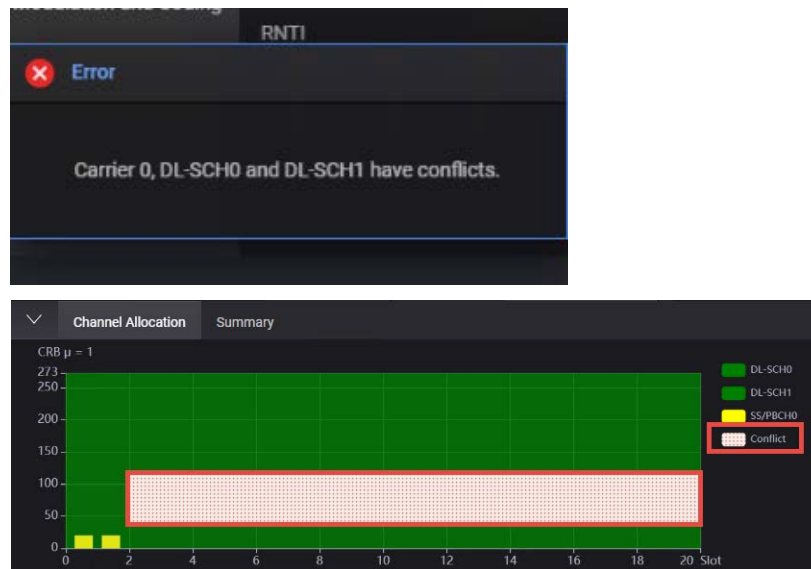 RNTI
Error
Carrier 0, DL-SCH0 and DL-SCH1 have conflicts.
Channel Allocation Summary
CRB μ = 1
273
250
200
150
100
50
0
0 2 4 6 8 10 12 14 16 18 20 Slot
DL-SCH0
DL-SCH1
SS/PBCH0
Conflict